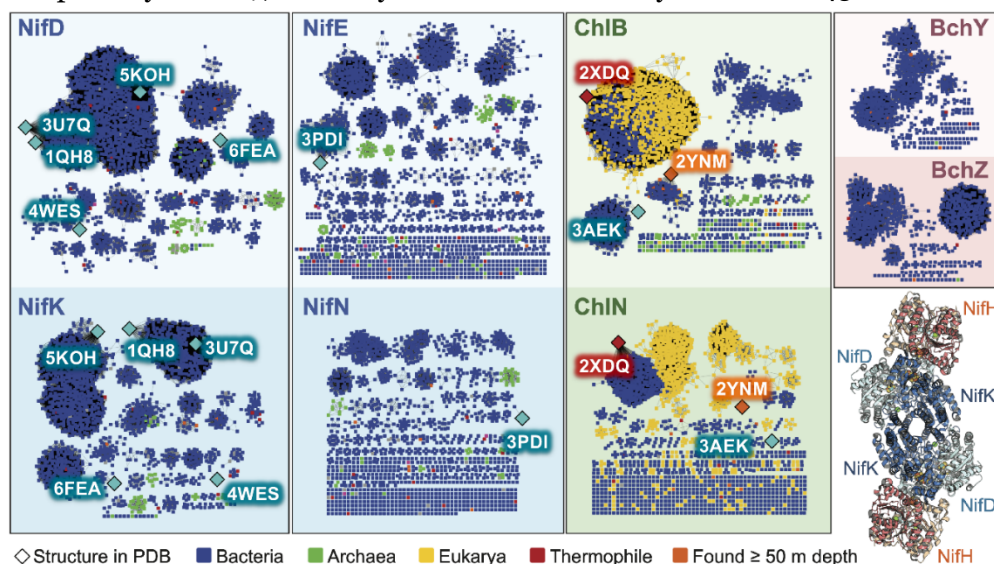 NifD
5KOH
3U7Q
1QH8
6FEA
4WES
NifE
3PDI
ChlB
2XDQ
2YNM
3AEK
BchY
BchZ
NifK
5KOH
1QH8
3U7Q
6FEA
4WES
NifN
3PDI
ChlN
2XDQ
2YNM
3AEK
NifH
NifD
NifK
NifK
NifD
NifH
Structure in PDB Bacteria Archaea Eukarya Thermophile Found ≥ 50 m depth